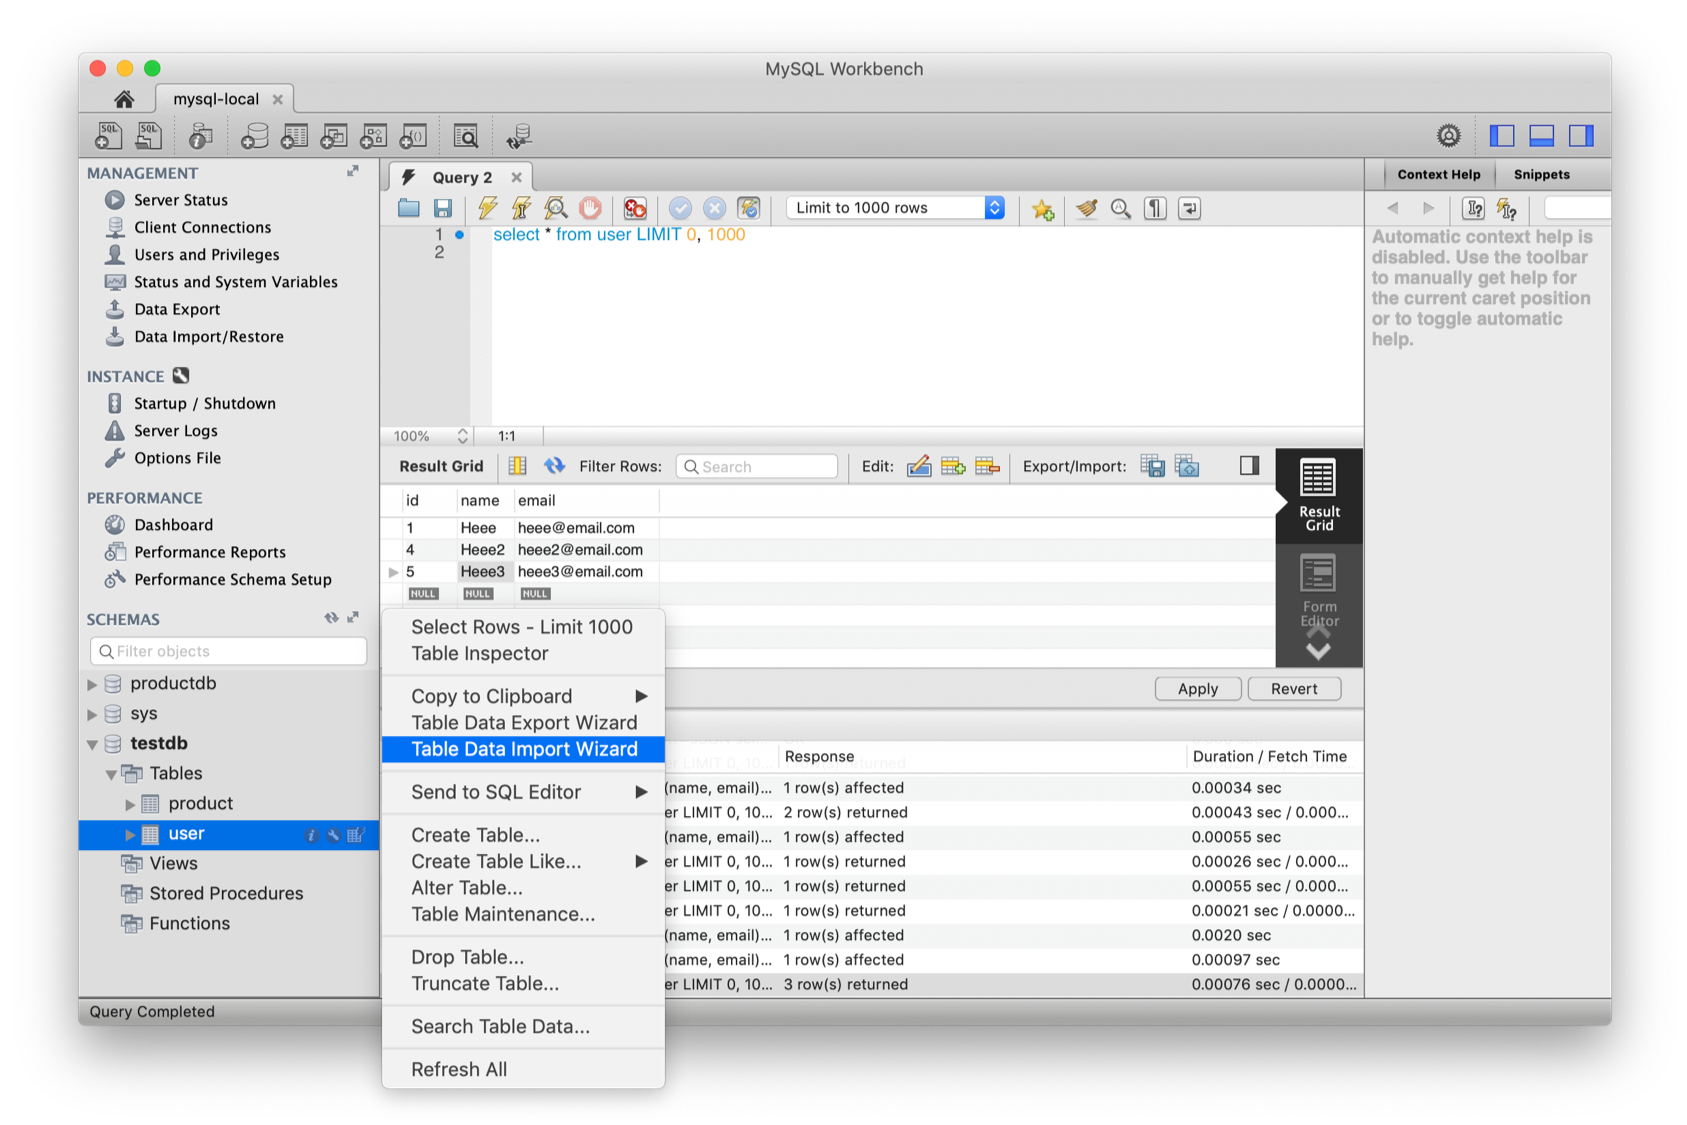 MySQL Workbench
mysql-local
SQL SQL
MANAGEMENT
Server Status
Client Connections
Users and Privileges
Status and System Variables
Data Export
Data Import/Restore
INSTANCE
Startup / Shutdown
Server Logs
Options File
PERFORMANCE
Dashboard
Performance Reports
Performance Schema Setup
SCHEMAS
Filter objects
productdb
sys
testdb
Tables
product
user
Views
Stored Procedures
Functions
Query Completed
Query 2
Limit to 1000 rows
1 select * from user LIMIT 0, 1000
2
100% 1:1
Result Grid Filter Rows: Search Edit: Export/Import:
id name email
1 Heee heee@email.com
4 Heee2 heee2@email.com
5 Heee3 heee3@email.com
NULL NULL NULL
Result
Grid
Form
Editor
Select Rows - Limit 1000
Table Inspector
Copy to Clipboard
Table Data Export Wizard
Table Data Import Wizard
Send to SQL Editor
Create Table...
Create Table Like...
Alter Table...
Table Maintenance...
Drop Table...
Truncate Table...
Search Table Data...
Refresh All
Apply Revert
Response Duration / Fetch Time
(name, email)... 1 row(s) affected 0.00034 sec
er LIMIT 0, 10... 2 row(s) returned 0.00043 sec / 0.000...
(name, email)... 1 row(s) affected 0.00055 sec
er LIMIT 0, 10... 1 row(s) returned 0.00026 sec / 0.000...
er LIMIT 0, 10... 1 row(s) returned 0.00055 sec / 0.000...
er LIMIT 0, 10... 1 row(s) returned 0.00021 sec / 0.0000...
(name, email)... 1 row(s) affected 0.0020 sec
(name, email)... 1 row(s) affected 0.00097 sec
er LIMIT 0, 10... 3 row(s) returned 0.00076 sec / 0.0000...
Context Help Snippets
Automatic context help is
disabled. Use the toolbar
to manually get help for
the current caret position
or to toggle automatic
help.